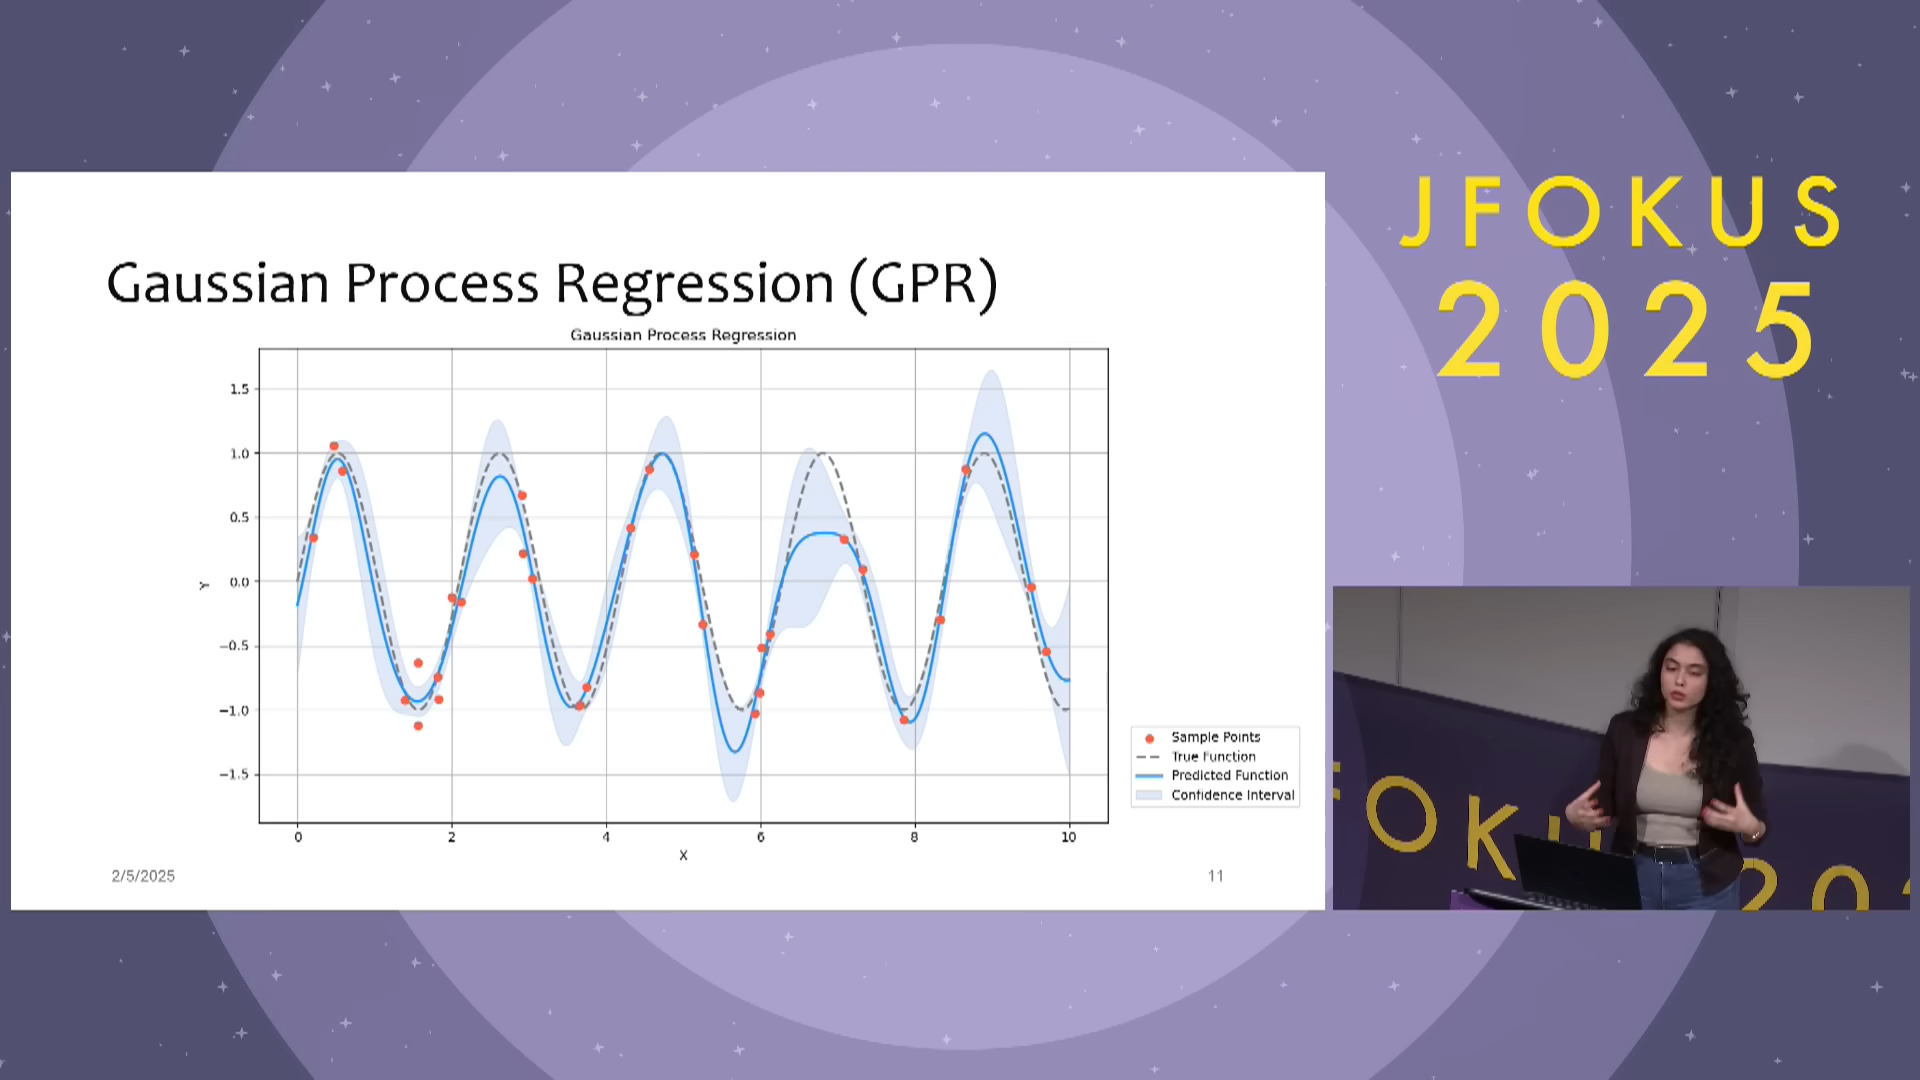 Gaussian Process Regression (GPR)
Gaussian Process Regression
1.5
1.0
0.5
0.0
−0.5
−1.0
−1.5
Y
0 2 4 6 8 10
X
Sample Points
True Function
Predicted Function
Confidence Interval
2/5/2025
11
JFOKUS
2025
FOKU
202